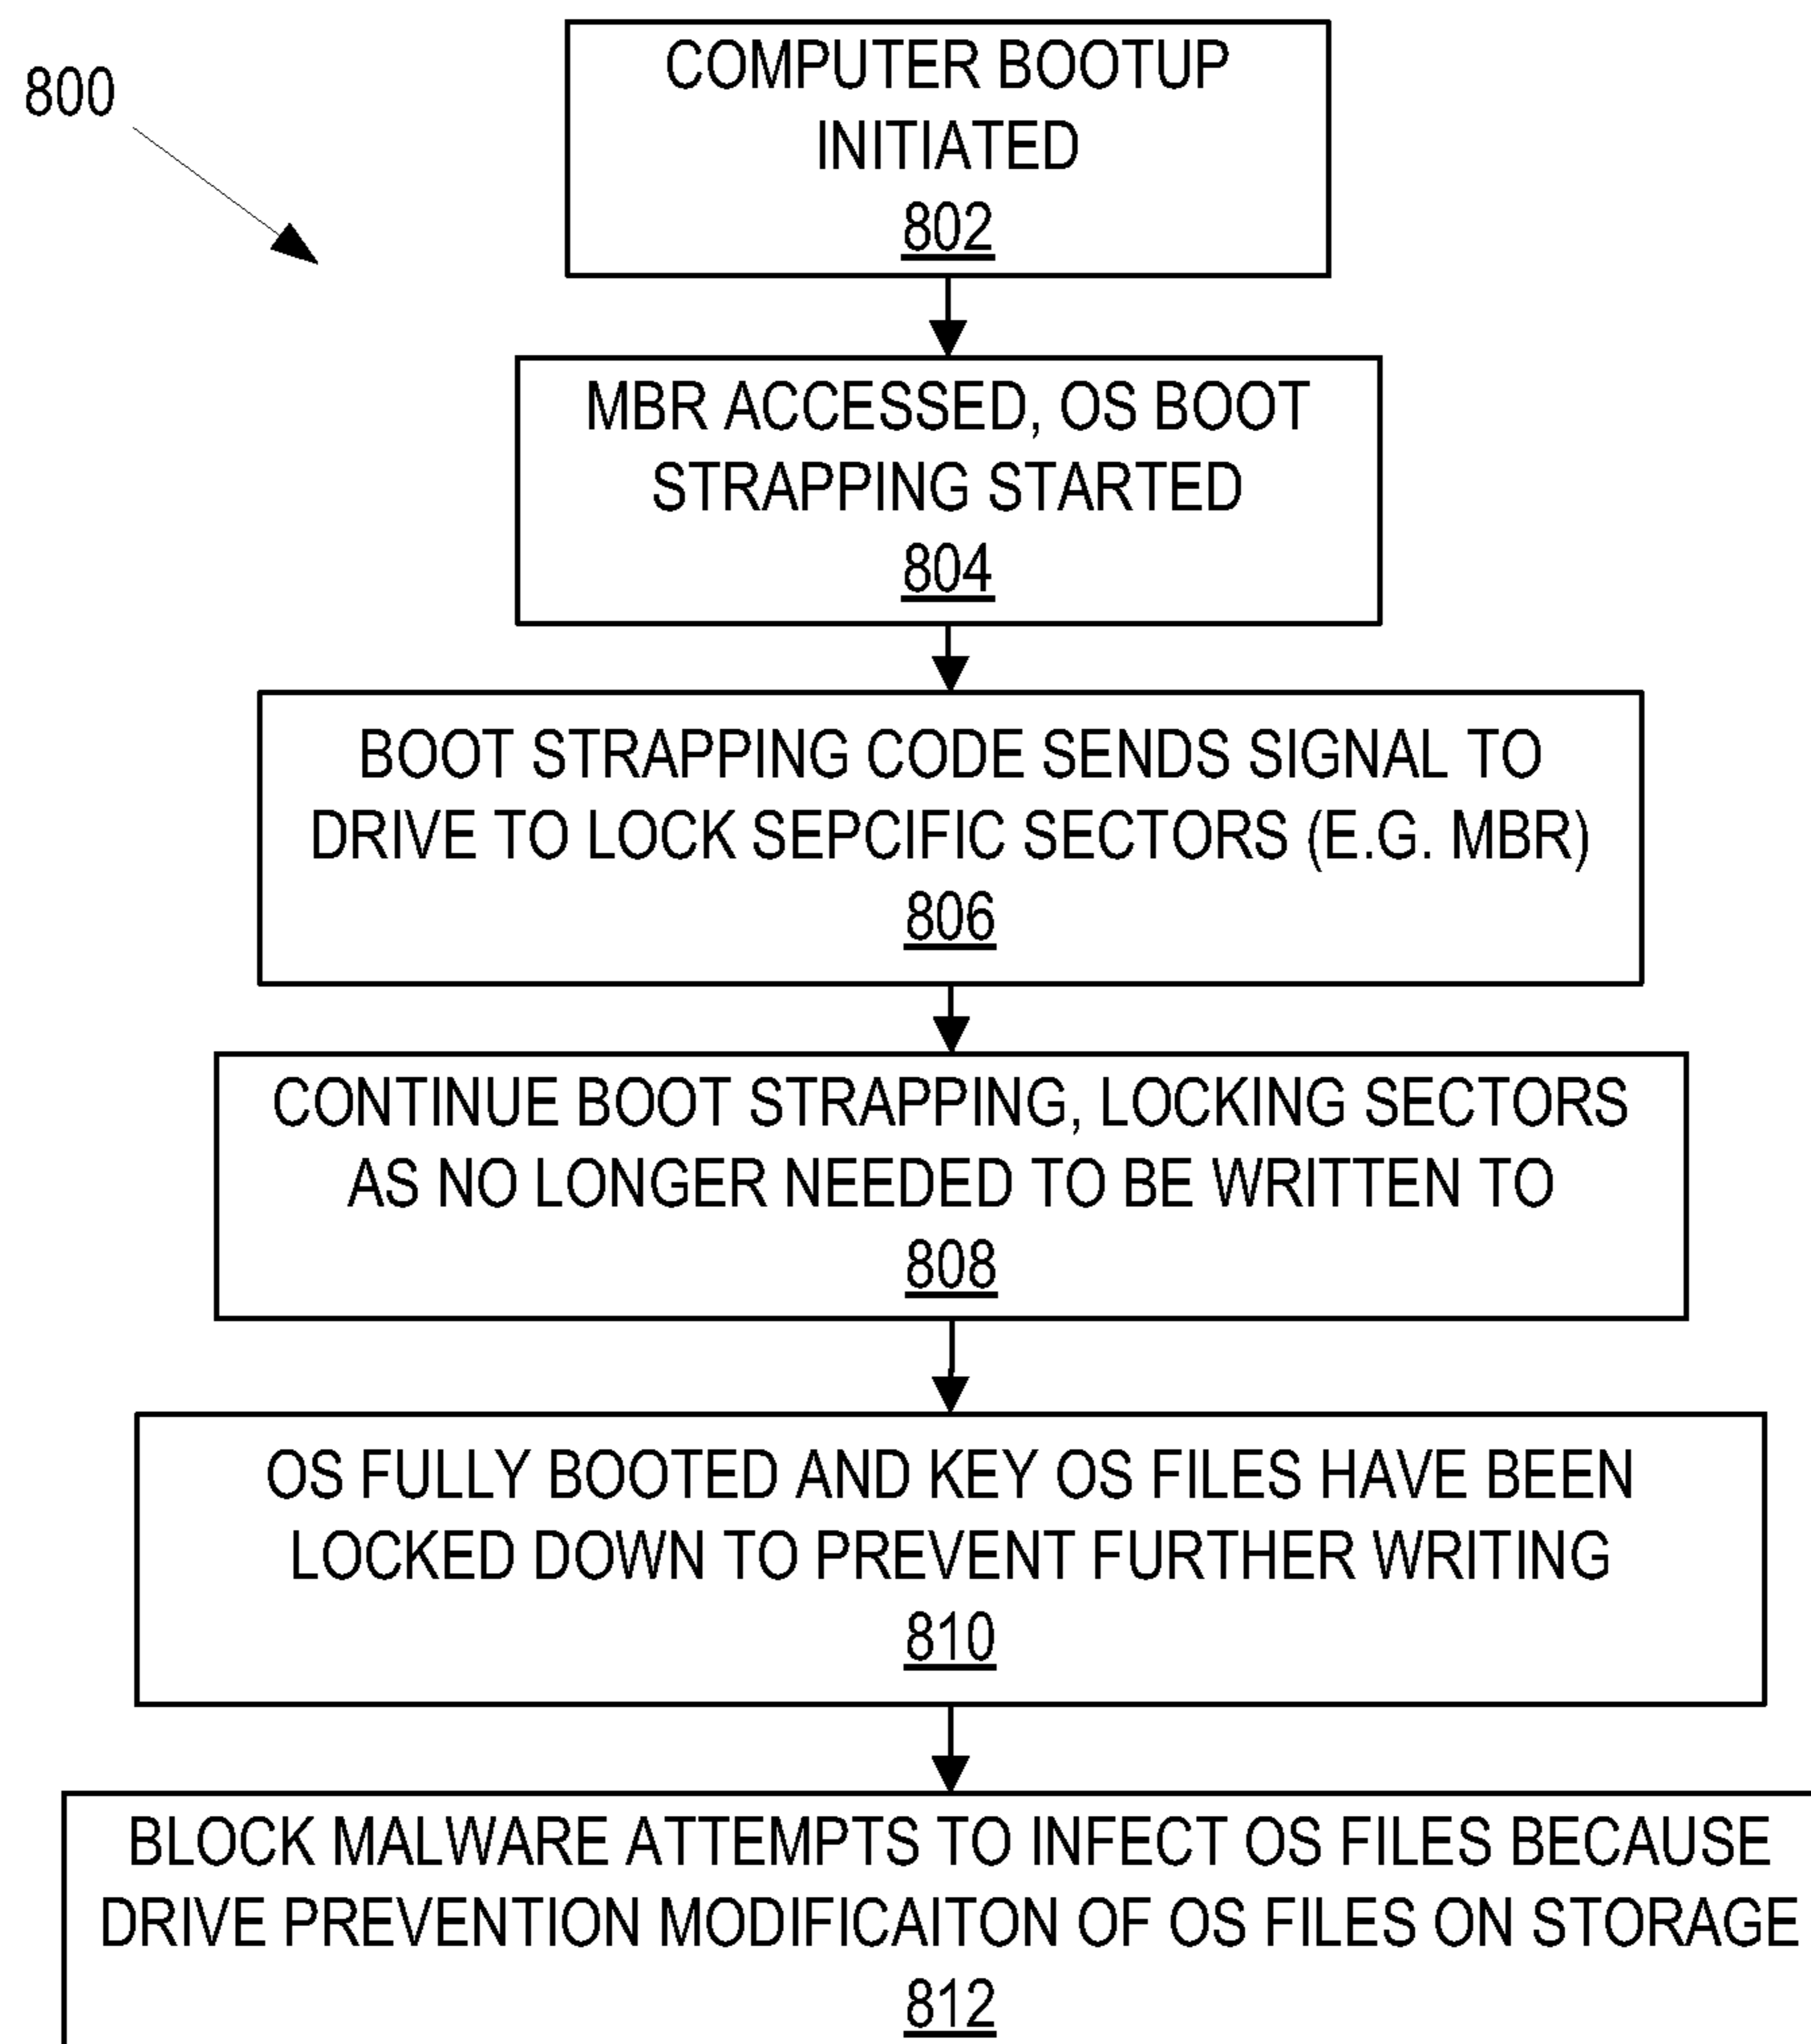 800
COMPUTER BOOTUP
INITIATED
802
MBR ACCESSED, OS BOOT
STRAPPING STARTED
804
BOOT STRAPPING CODE SENDS SIGNAL TO
DRIVE TO LOCK SEPCIFIC SECTORS (E.G. MBR)
806
CONTINUE BOOT STRAPPING, LOCKING SECTORS
AS NO LONGER NEEDED TO BE WRITTEN TO
808
OS FULLY BOOTED AND KEY OS FILES HAVE BEEN
LOCKED DOWN TO PREVENT FURTHER WRITING
810
BLOCK MALWARE ATTEMPTS TO INFECT OS FILES BECAUSE
DRIVE PREVENTION MODIFICAITON OF OS FILES ON STORAGE
812